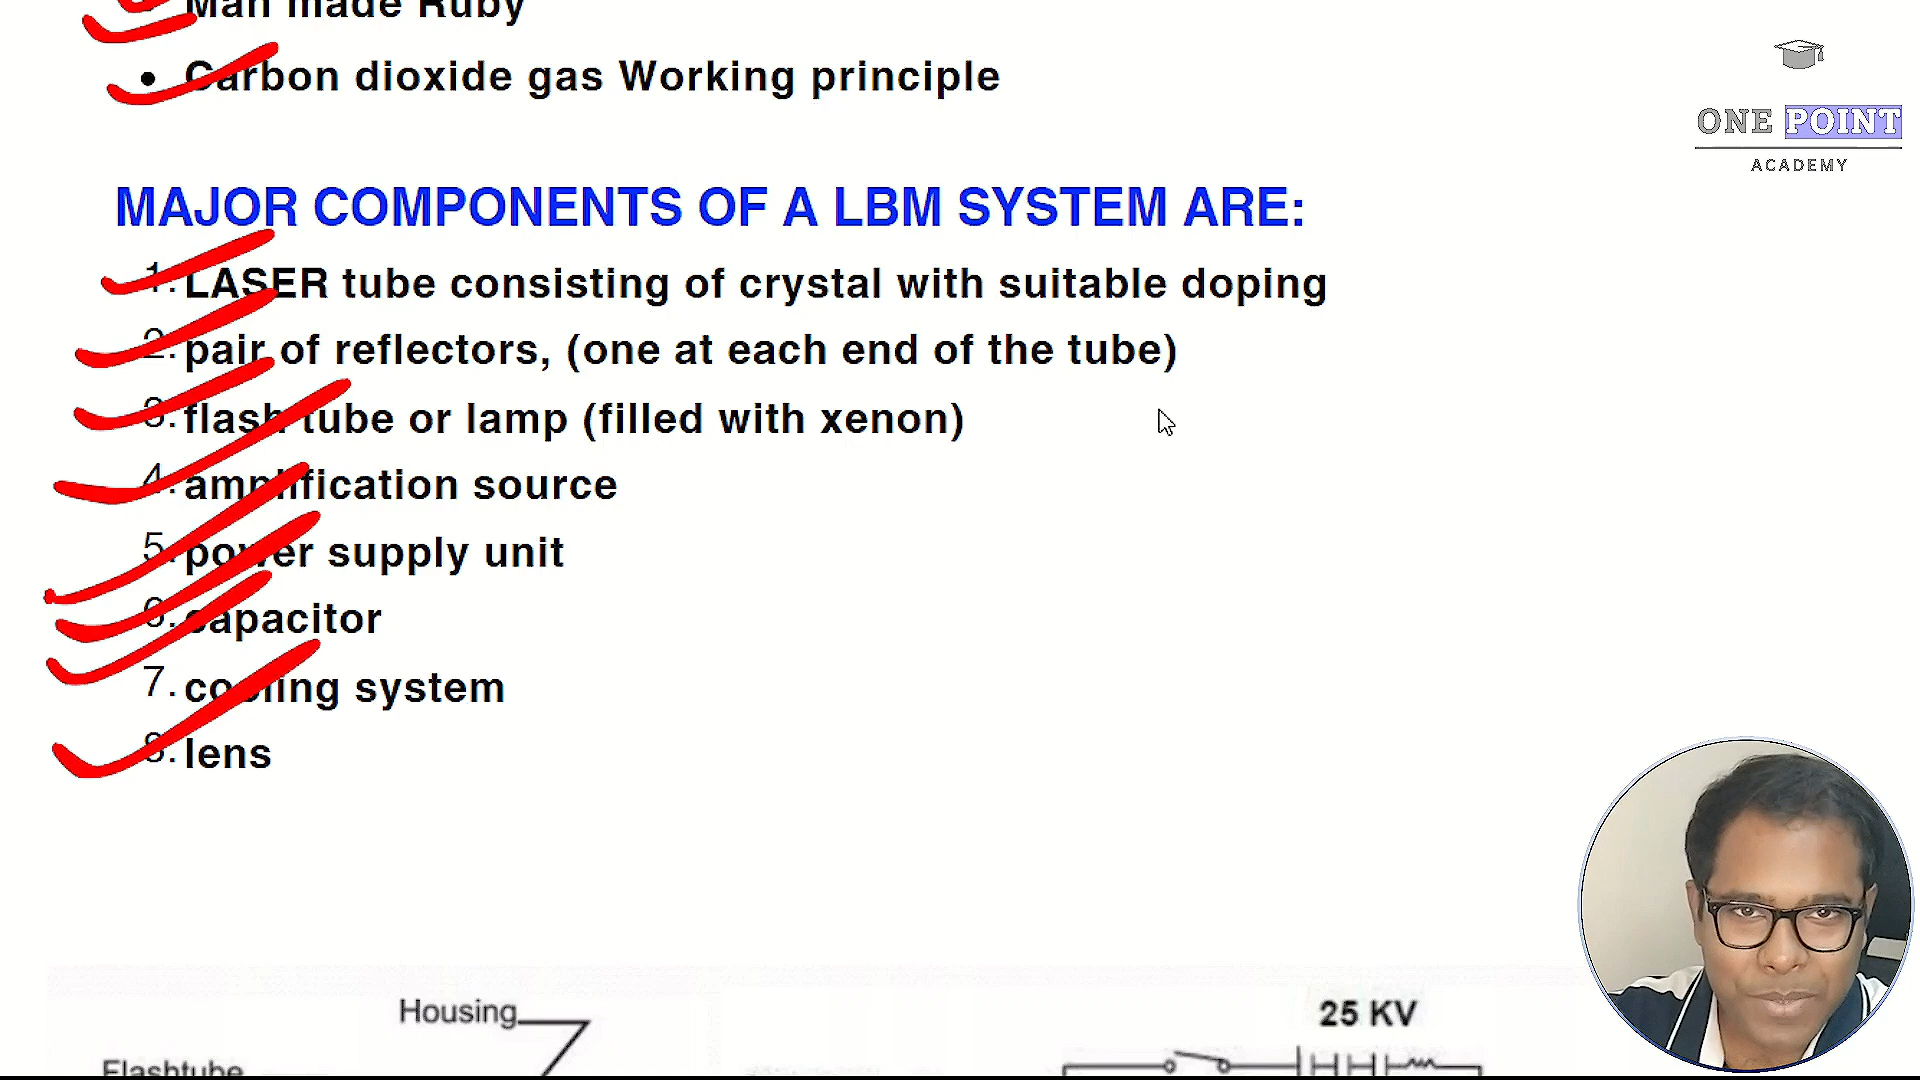 Man made Ruby
• Carbon dioxide gas Working principle
ONE POINT
ACADEMY
MAJOR COMPONENTS OF A LBM SYSTEM ARE:
1. LASER tube consisting of crystal with suitable doping
2. pair of reflectors, (one at each end of the tube)
3. flash tube or lamp (filled with xenon)
4. amplification source
5. power supply unit
6. capacitor
7. cooling system
8. lens
Housing
25 KV
Flashtube